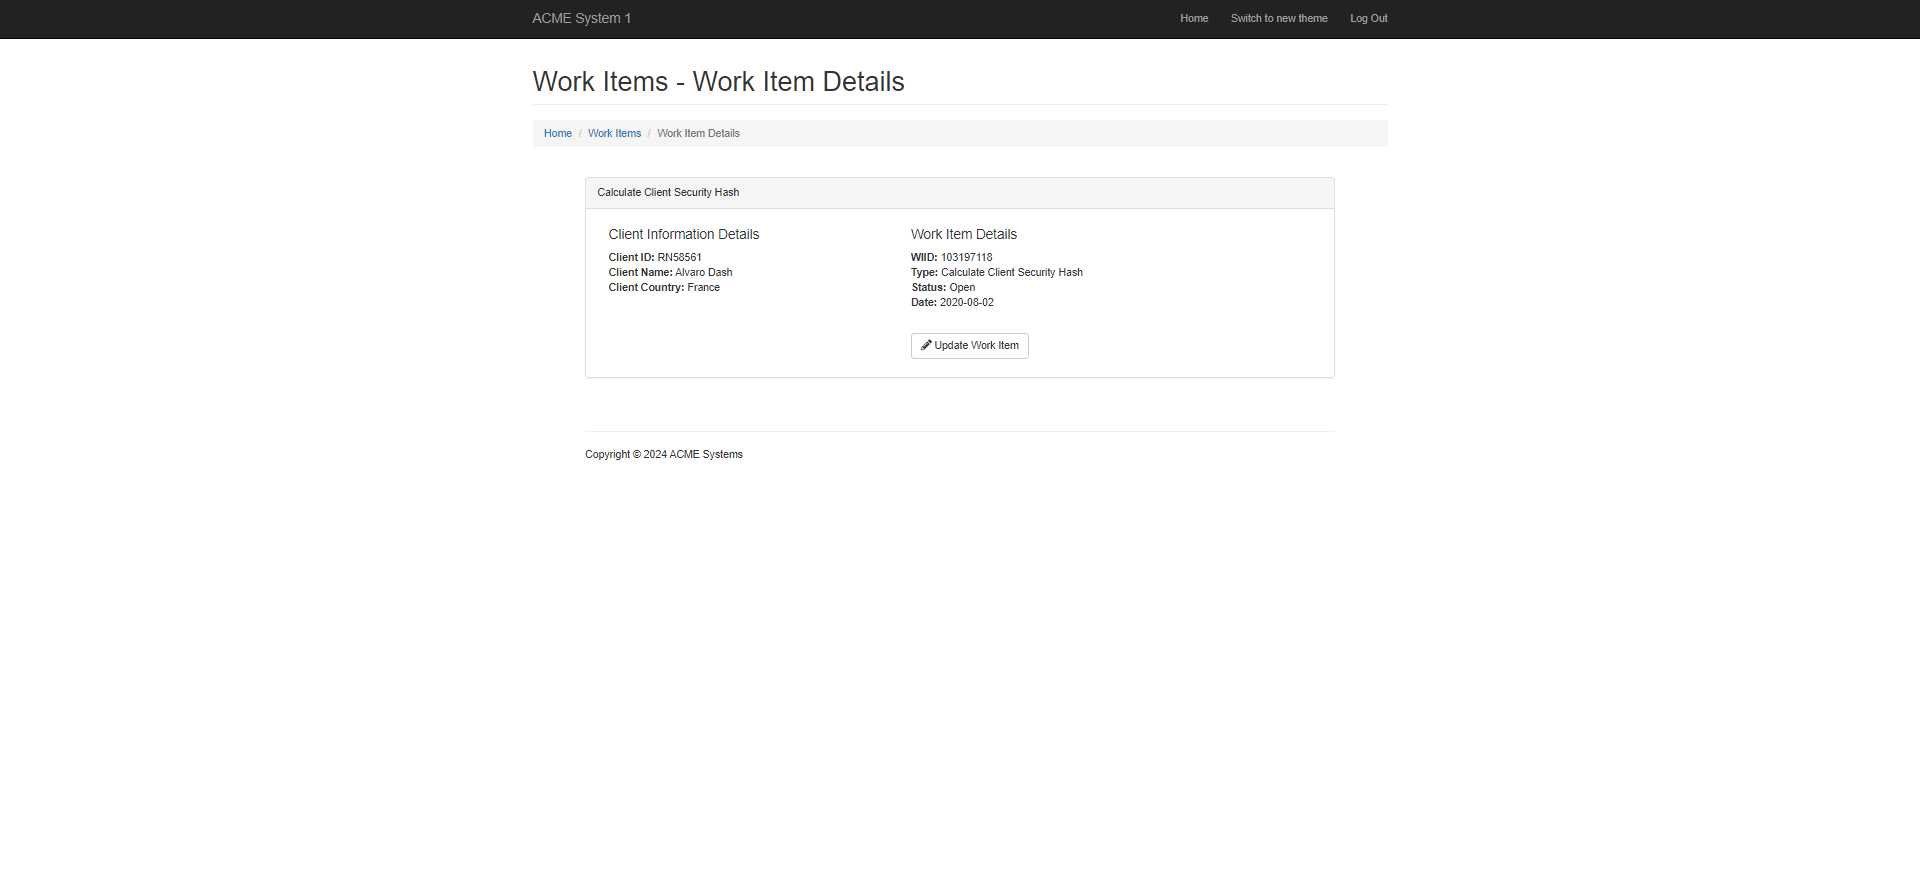 ACME System 1
Home
Switch to new theme
Log Out
Work Items - Work Item Details
Home / Work Items / Work Item Details
Calculate Client Security Hash
Client Information Details
Client ID: RN58561
Client Name: Alvaro Dash
Client Country: France
Work Item Details
WIID: 103197118
Type: Calculate Client Security Hash
Status: Open
Date: 2020-08-02
Update Work Item
Copyright © 2024 ACME Systems